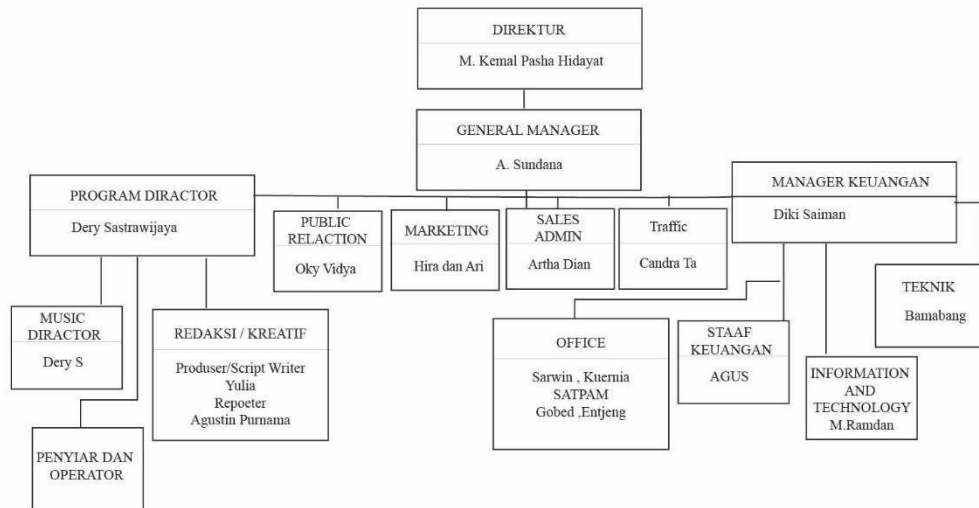 DIREKTUR
M. Kemal Pasha Hidayat
GENERAL MANAGER
A. Sundana
PROGRAM DIRACTOR
Dery Sastrawijaya
PUBLIC
RELACTION
Oky Vidya
MARKETING
Hira dan Ari
SALES
ADMIN
Artha Dian
Traffic
Candra Ta
MANAGER KEUANGAN
Diki Saiman
TEKNIK
Bamabang
MUSIC
DIRACTOR
Dery S
REDAKSI / KREATIF
Produser/Script Writer
Yulia
Repoeter
Agustin Purnama
OFFICE
Sarwin , Kuernia
SATPAM
Gobed ,Entjeng
STAAF
KEUANGAN
AGUS
INFORMATION
AND
TECHNOLOGY
M.Ramdan
PENYIAR DAN
OPERATOR